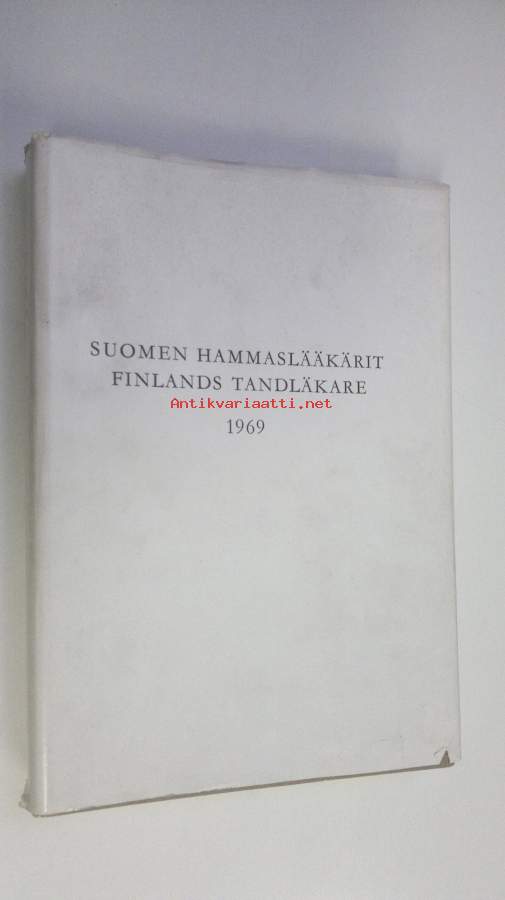 SUOMEN HAMMASLÄÄKÄRIT
FINLANDS TANDLÄKARE
Antikvariaatti.net
1969